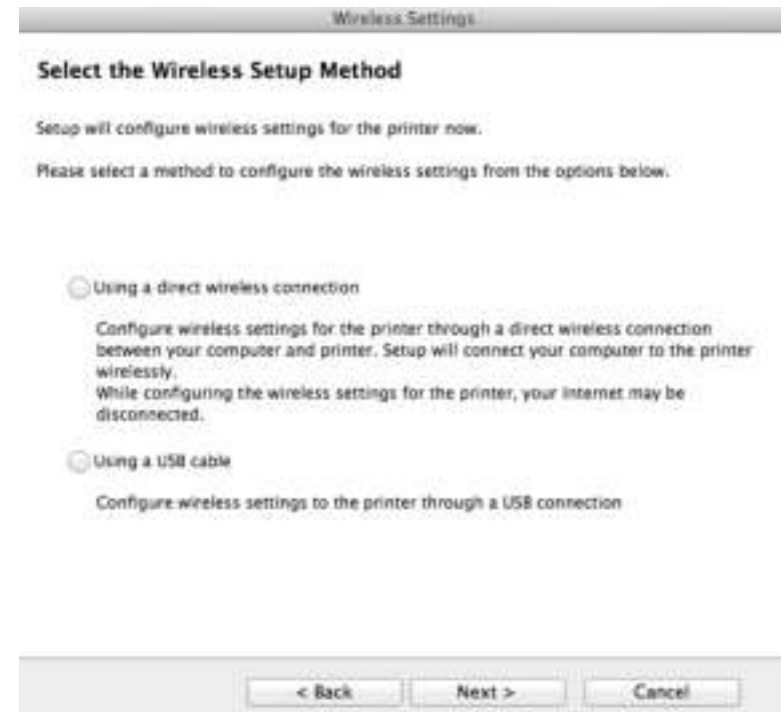 Wireless Settings
Select the Wireless Setup Method
Setup will configure wireless settings for the printer now.
Please select a method to configure the wireless settings from the options below.
Using a direct wireless connection
Configure wireless settings for the printer through a direct wireless connection
between your computer and printer. Setup will connect your computer to the printer
wirelessly.
While configuring the wireless settings for the printer, your internet may be
disconnected.
Using a USB cable
Configure wireless settings to the printer through a USB connection
< Back Next > Cancel